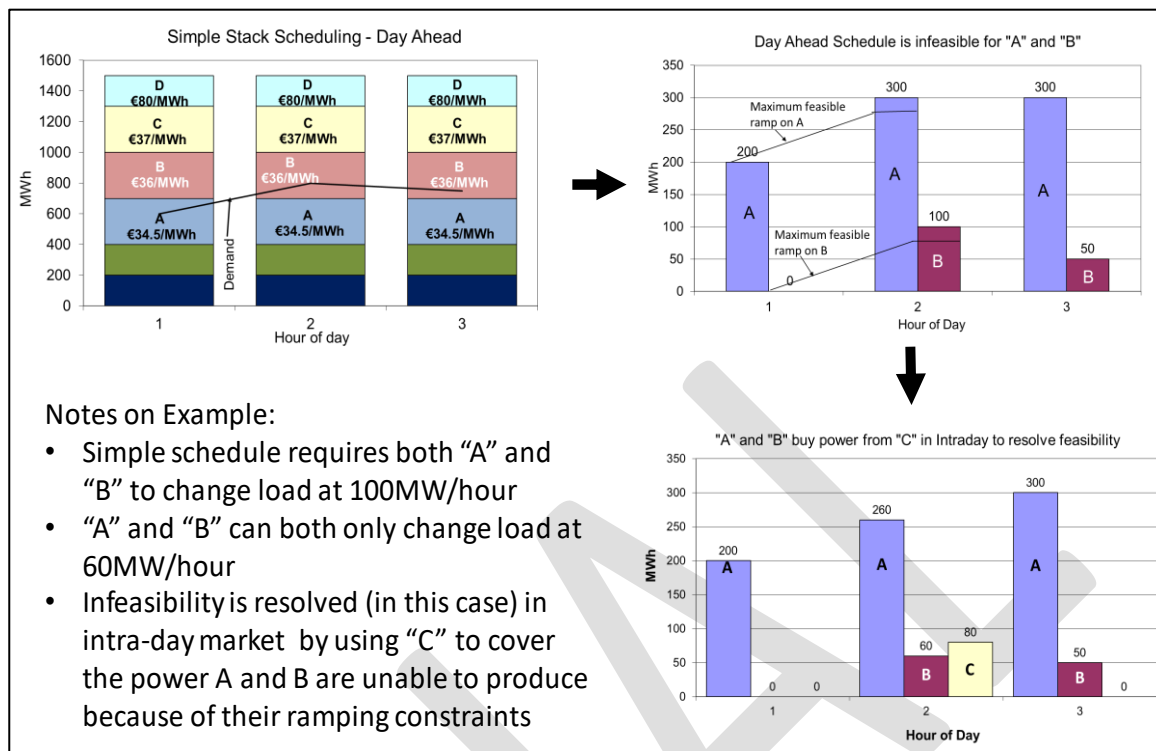 Simple Stack Scheduling - Day Ahead
1600
1400
1200
1000
800
600
400
200
0
MWh
D
€80/MWh
C
€37/MWh
B
€36/MWh
A
€34.5/MWh
D
€80/MWh
C
€37/MWh
B
€36/MWh
A
€34.5/MWh
D
€80/MWh
C
€37/MWh
B
€36/MWh
A
€34.5/MWh
Demand
1 2 3
Hour of day
Day Ahead Schedule is infeasible for "A" and "B"
350
300
250
200
150
100
50
0
MWh
Maximum feasible
ramp on A
Maximum feasible
ramp on B
200
A
0
300
A
100
B
300
A
50
B
1 2 3
Hour of Day
Notes on Example:
• Simple schedule requires both “A” and
“B” to change load at 100MW/hour
• “A” and “B” can both only change load at
60MW/hour
• Infeasibility is resolved (in this case) in
intra-day market by using “C” to cover
the power A and B are unable to produce
because of their ramping constraints
"A" and "B" buy power from "C" in Intraday to resolve feasibility
350
300
250
200
150
100
50
0
MWh
200
A
0
0
260
A
60
B
80
C
300
A
50
B
0
1 2 3
Hour of Day